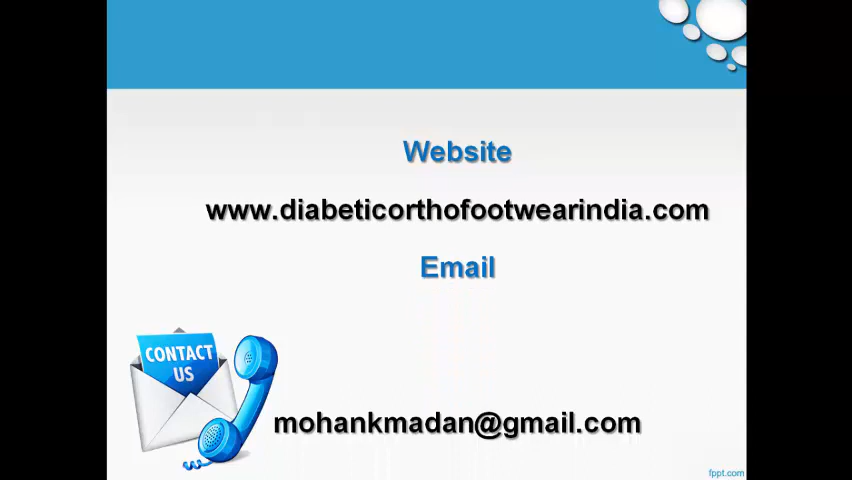 Website
www.diabeticorthofootwearindia.com
Email
CONTACT
US
mohankmadan@gmail.com
fppt.com